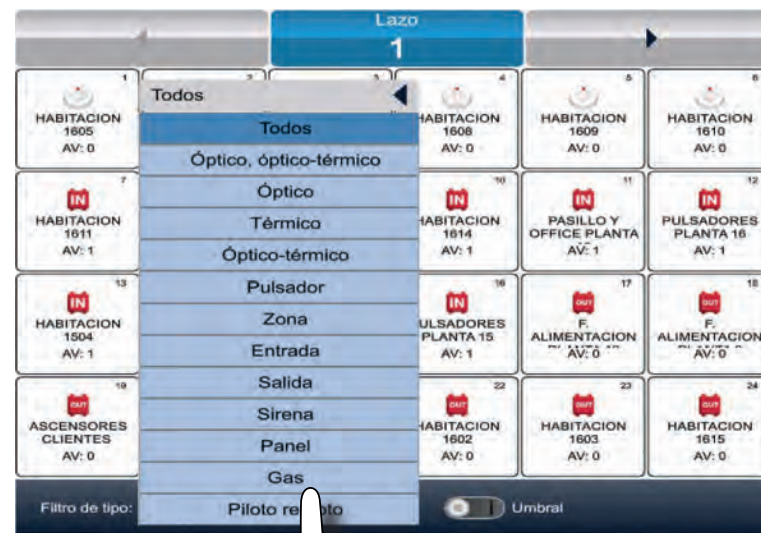 Lazo
1
1
HABITACION
1605
AV: 0
Todos
4
HABITACION
1608
AV: 0
5
HABITACION
1609
AV: 0
6
HABITACION
1610
AV: 0
Todos
Óptico, óptico-térmico
Óptico
Térmico
Óptico-térmico
Pulsador
Zona
Entrada
Salida
Sirena
Panel
Gas
Piloto
7
IN
HABITACION
1611
AV: 1
10
IN
HABITACION
1614
AV: 1
11
IN
PASILLO Y
OFFICE PLANTA
AV: 1
12
IN
PULSADORES
PLANTA 16
AV: 1
13
IN
HABITACION
1504
AV: 1
16
IN
PULSADORES
PLANTA 15
AV: 1
17
OUT
F.
ALIMENTACION
AV: 0
18
OUT
F.
ALIMENTACION
AV: 0
19
OUT
ASCENSORES
CLIENTES
AV: 0
22
OUT
HABITACION
1602
AV: 0
23
OUT
HABITACION
1603
AV: 0
24
OUT
HABITACION
1615
AV: 0
Filtro de tipo:
Umbral